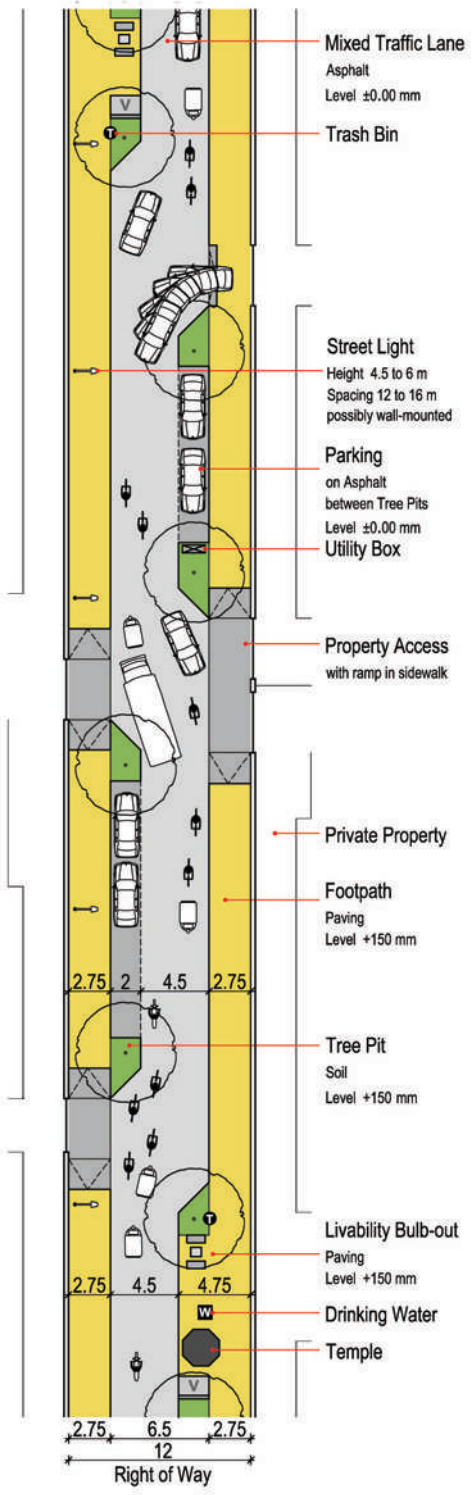 Mixed Traffic Lane
Asphalt
Level ±0.00 mm
V
T
Trash Bin
Street Light
Height 4.5 to 6 m
Spacing 12 to 16 m
possibly wall-mounted
Parking
on Asphalt
between Tree Pits
Level ±0.00 mm
Utility Box
Property Access
with ramp in sidewalk
Private Property
Footpath
Paving
Level +150 mm
2.75 2 4.5 2.75
Tree Pit
Soil
Level +150 mm
T
Livability Bulb-out
Paving
Level +150 mm
2.75 4.5 4.75
W
Drinking Water
Temple
V
2.75 6.5 2.75
12
Right of Way